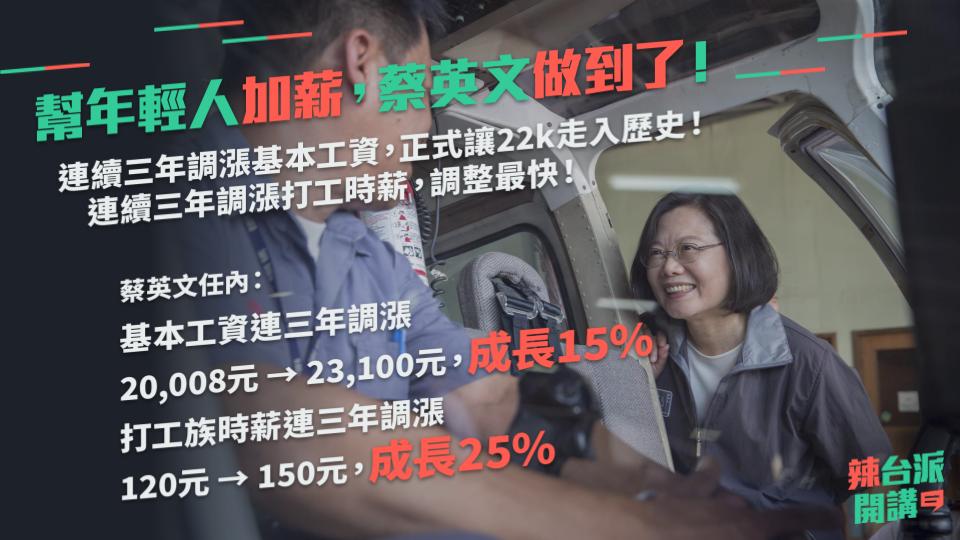 幫年輕人加薪，蔡英文做到了！
連續三年調漲基本工資，正式讓22k走入歷史！
連續三年調漲打工時薪，調整最快！
蔡英文任內：
基本工資連三年調漲
20,008元 → 23,100元，成長15%
打工族時薪連三年調漲
120元 → 150元，成長25%
辣台派
開講